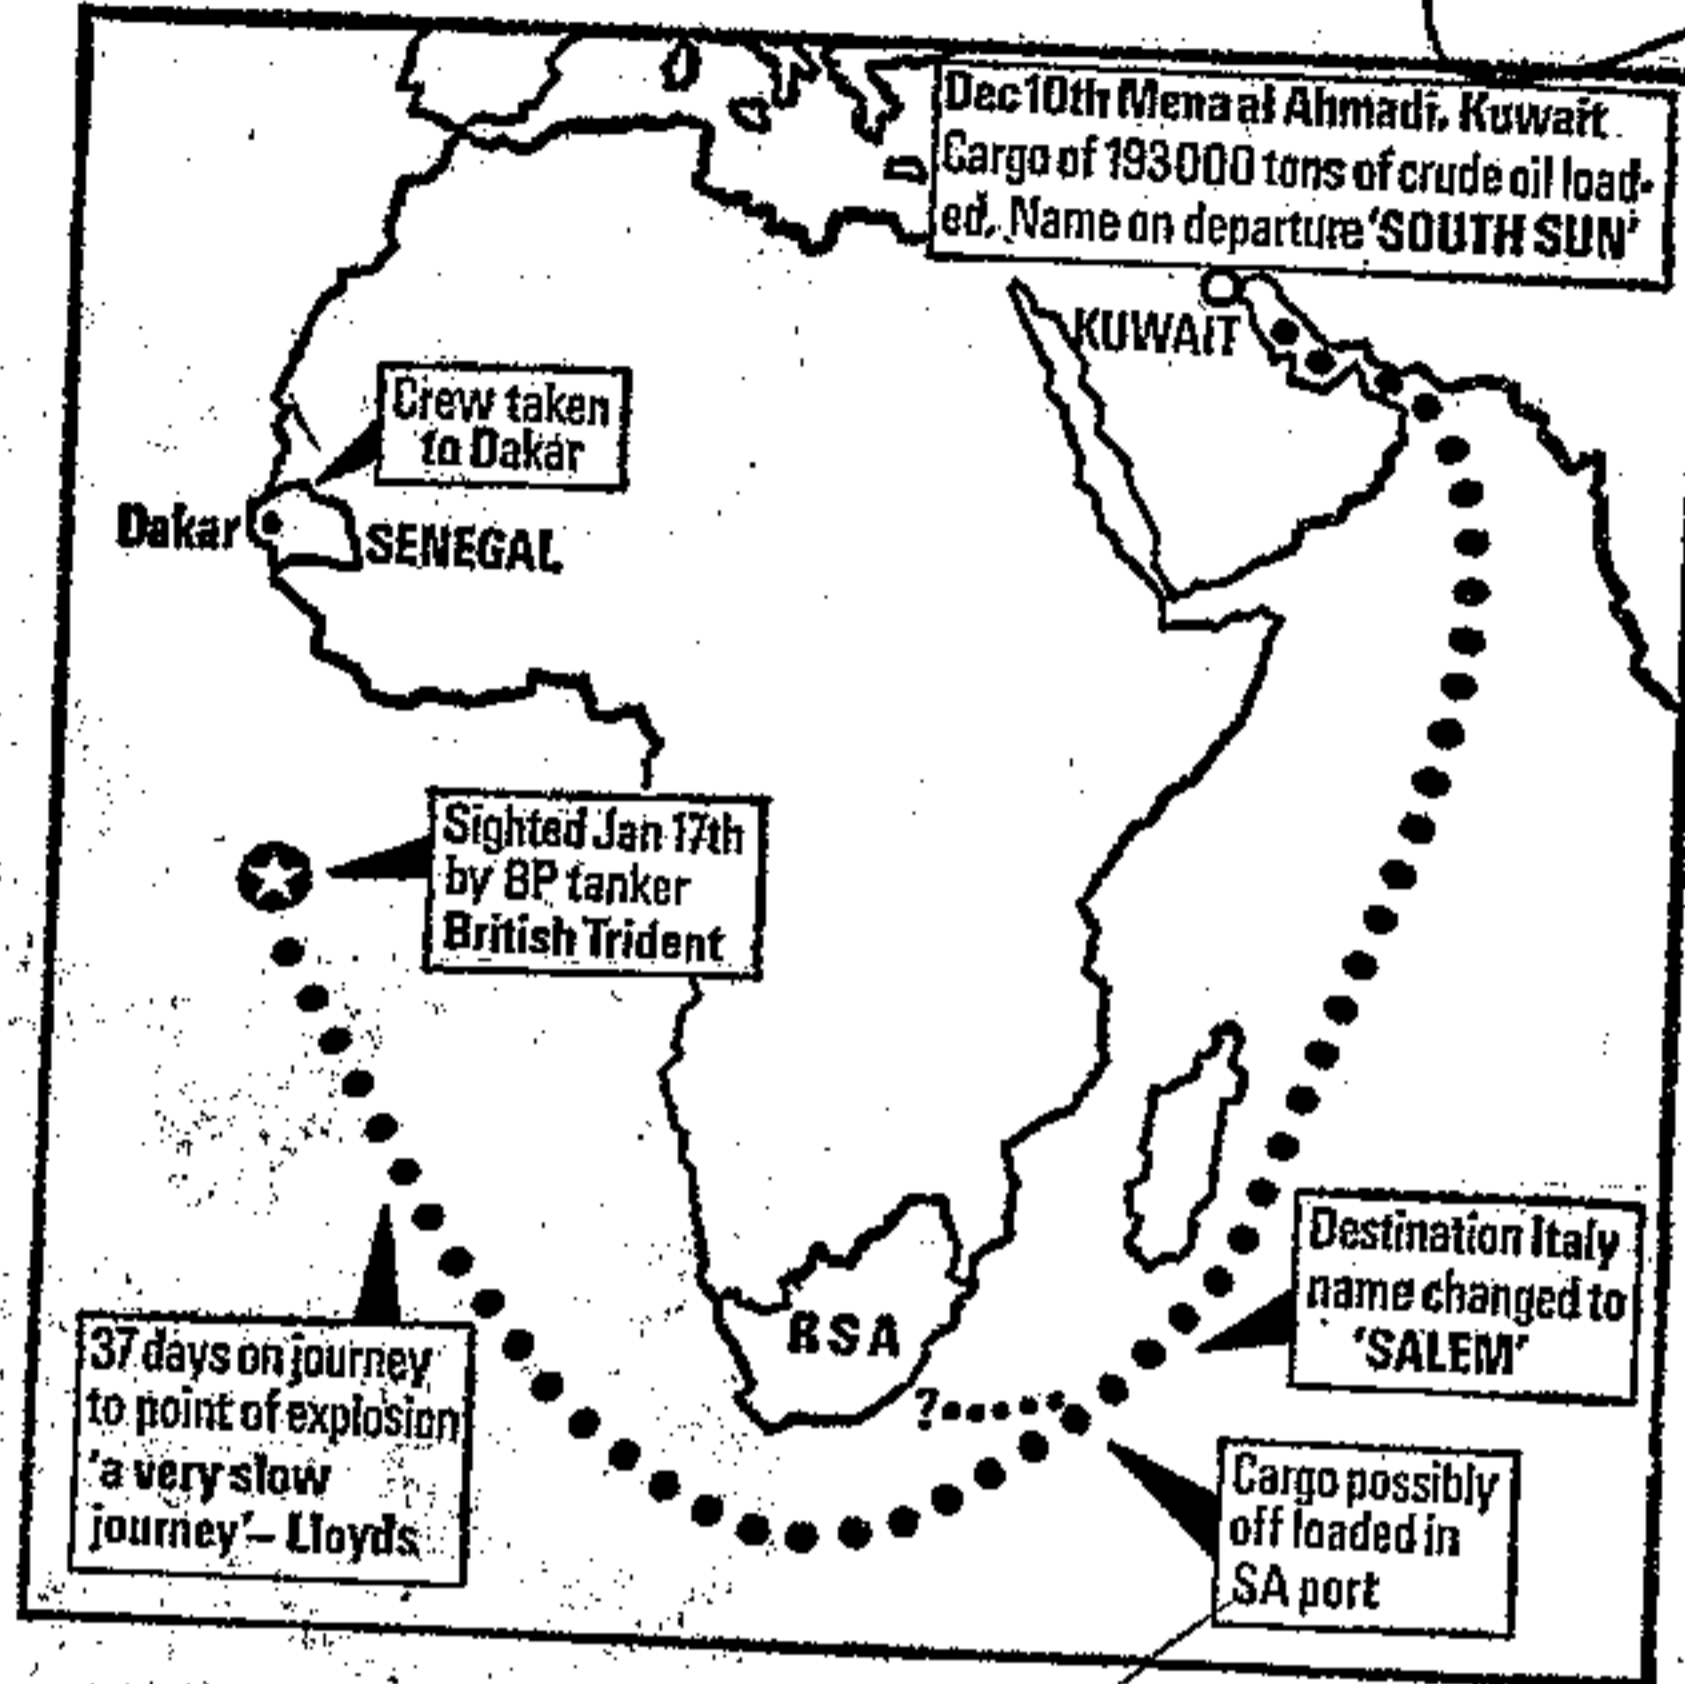 Dec 10th Mena al Ahmadi, Kuwait
Cargo of 193000 tons of crude oil load-
ed. Name on departure 'SOUTH SUN'
KUWAIT
Crew taken
to Dakar
Dakar
SENEGAL
Sighted Jan 17th
by BP tanker
British Trident
Destination Italy
name changed to
'SALEM'
RSA
37 days on journey
to point of explosion
'a very slow
journey' – Lloyds
?
Cargo possibly
off loaded in
SA port